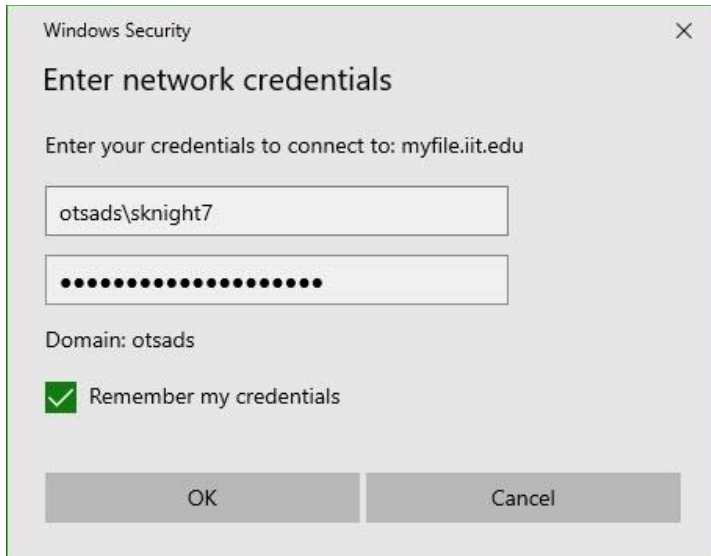 Windows Security
Enter network credentials
Enter your credentials to connect to: myfile.iit.edu
otsads\sknight7
●●●●●●●●●●●●●●●●●●●●
Domain: otsads
Remember my credentials
OK Cancel